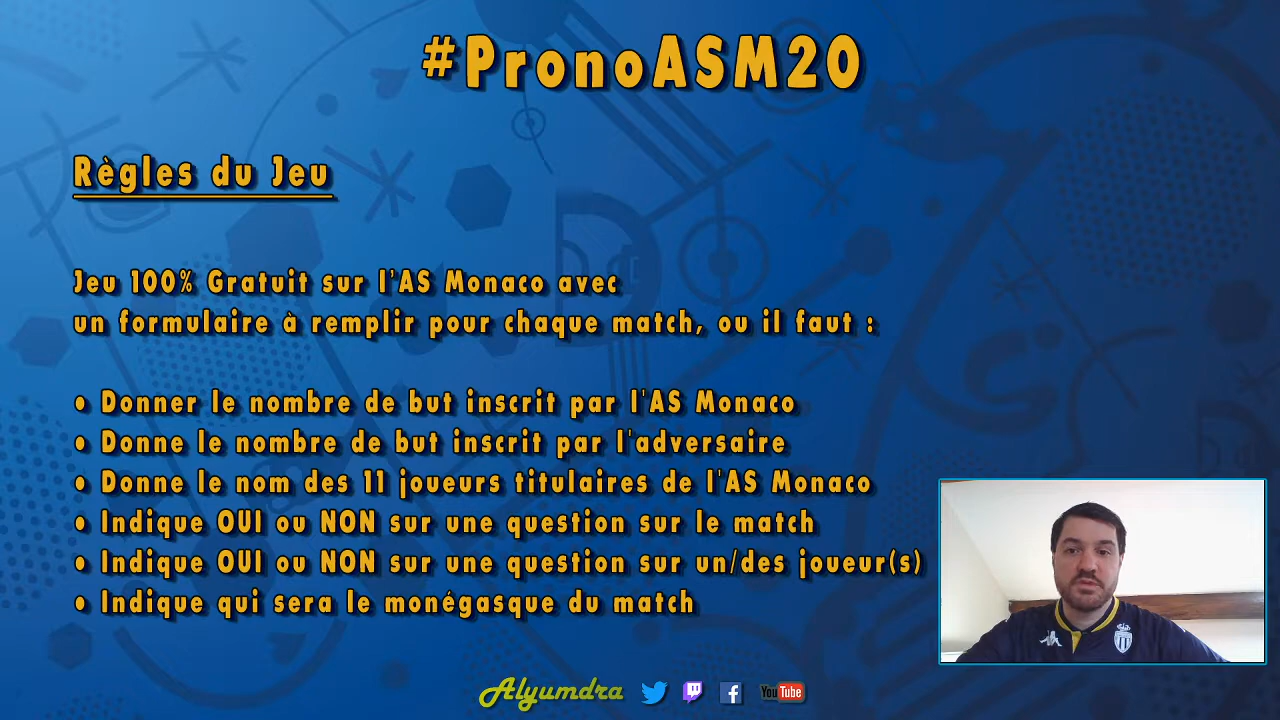 #PronoASM20
Règles du Jeu
Jeu 100% Gratuit sur l'AS Monaco avec
un formulaire à remplir pour chaque match, ou il faut :
• Donner le nombre de but inscrit par l'AS Monaco
• Donne le nombre de but inscrit par l'adversaire
• Donne le nom des 11 joueurs titulaires de l'AS Monaco
• Indique OUI ou NON sur une question sur le match
• Indique OUI ou NON sur une question sur un/des joueur(s)
• Indique qui sera le monégasque du match
Alyumdra
YouTube